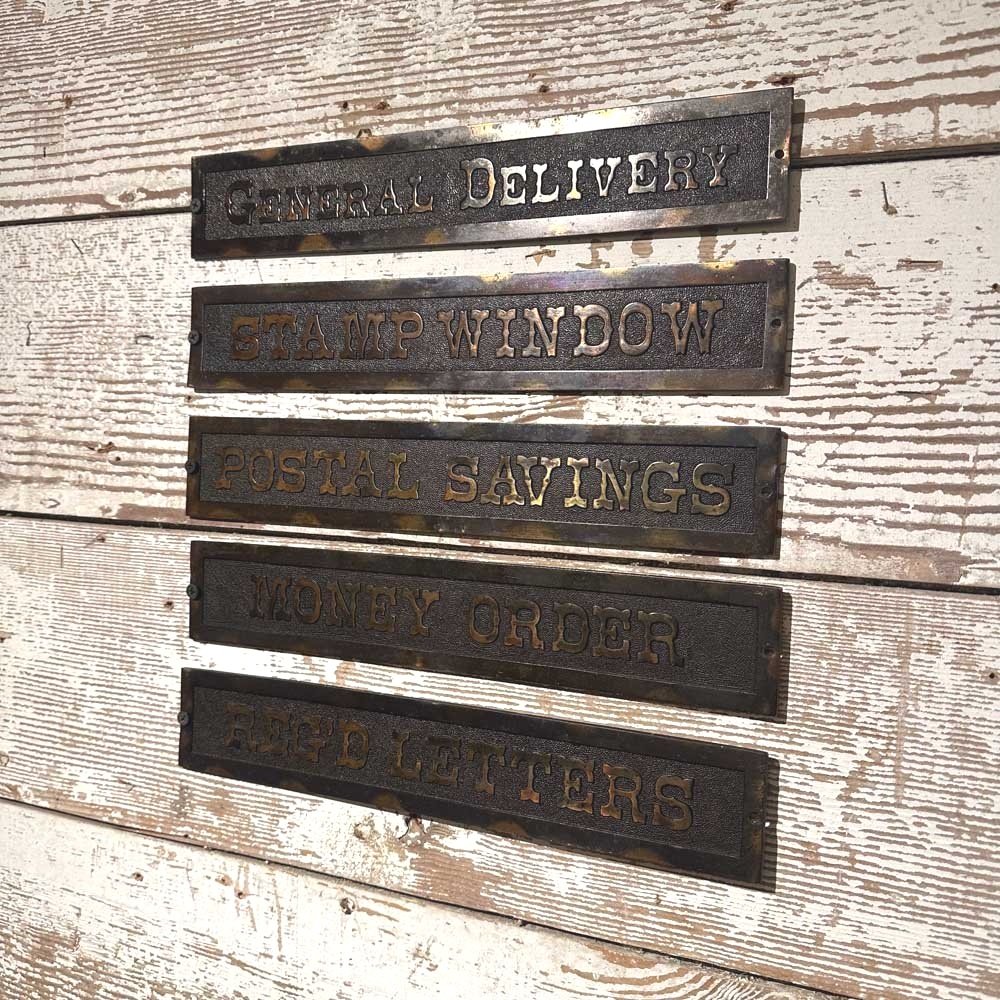 GENERAL DELIVERY
STAMP WINDOW
POSTAL SAVINGS
MONEY ORDER
REG'D LETTERS